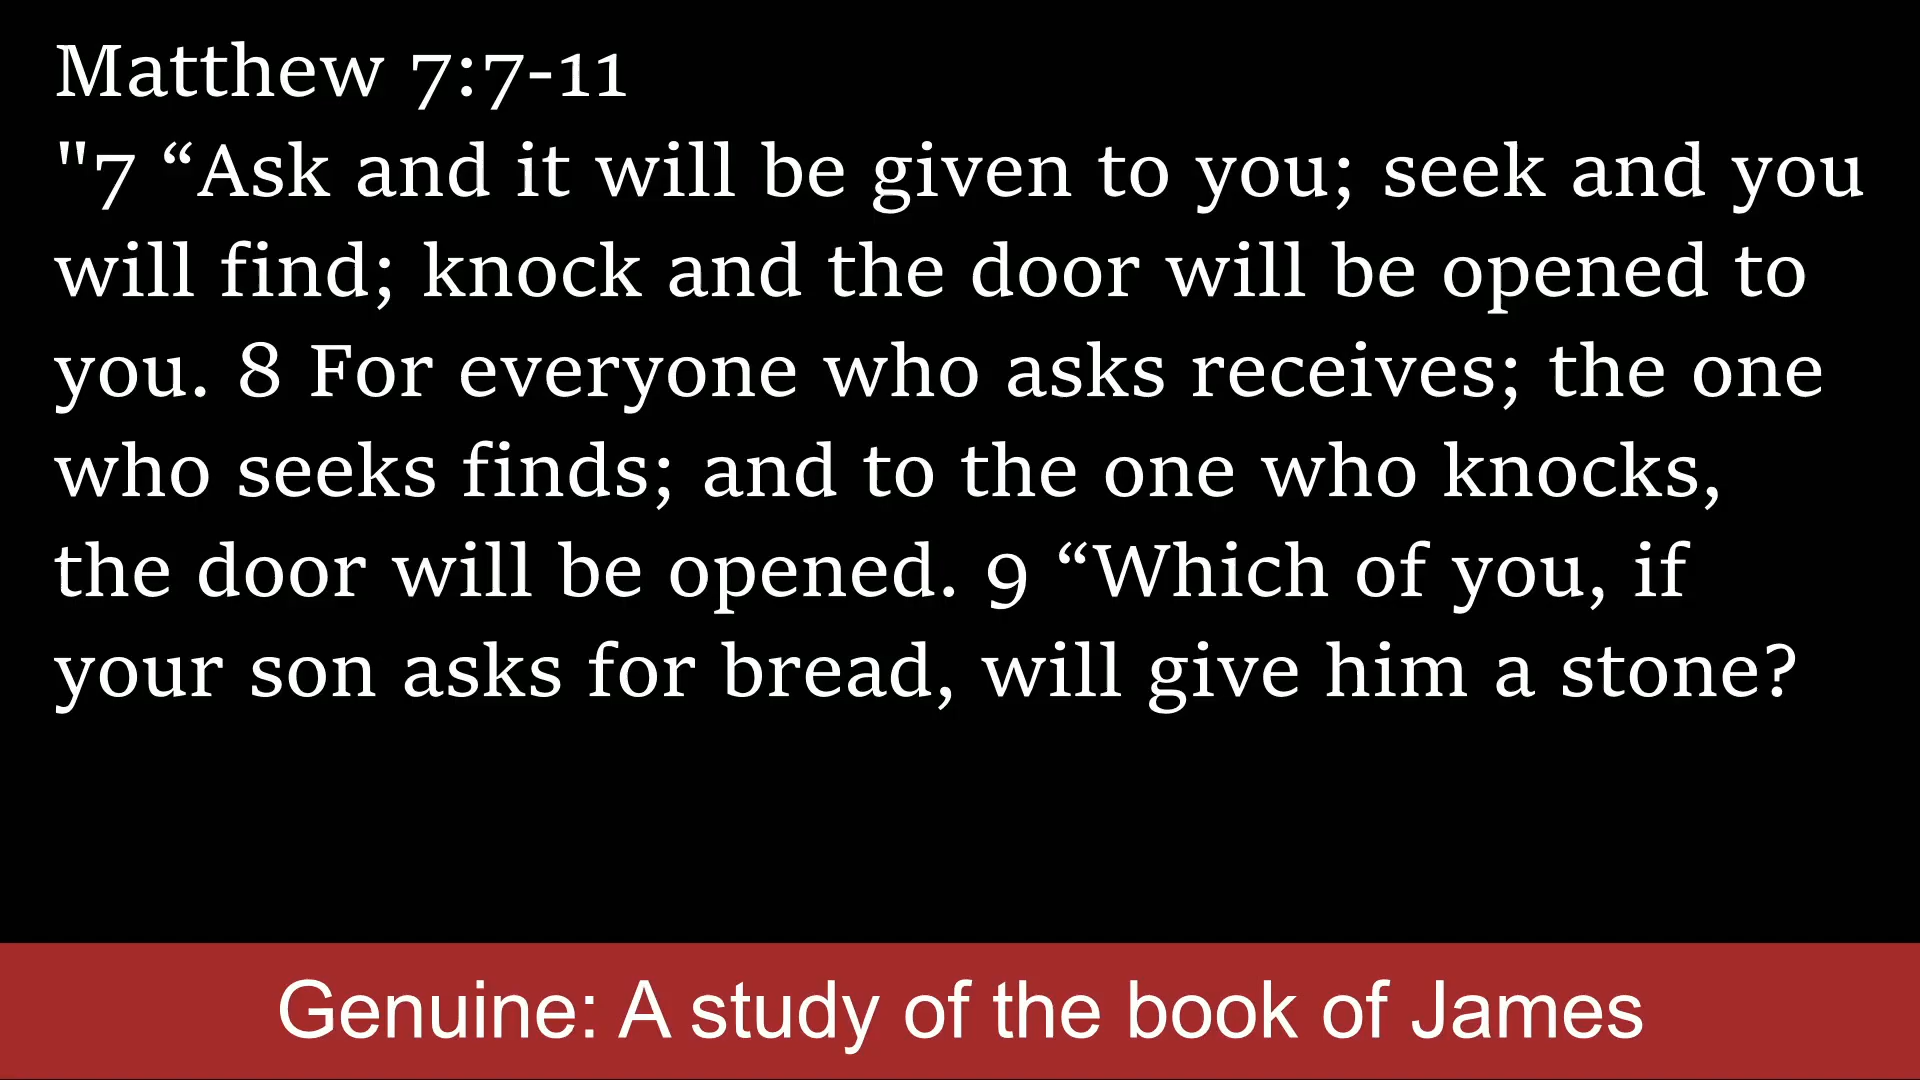 Matthew 7:7-11
"7 “Ask and it will be given to you; seek and you
will find; knock and the door will be opened to
you. 8 For everyone who asks receives; the one
who seeks finds; and to the one who knocks,
the door will be opened. 9 “Which of you, if
your son asks for bread, will give him a stone?
Genuine: A study of the book of James